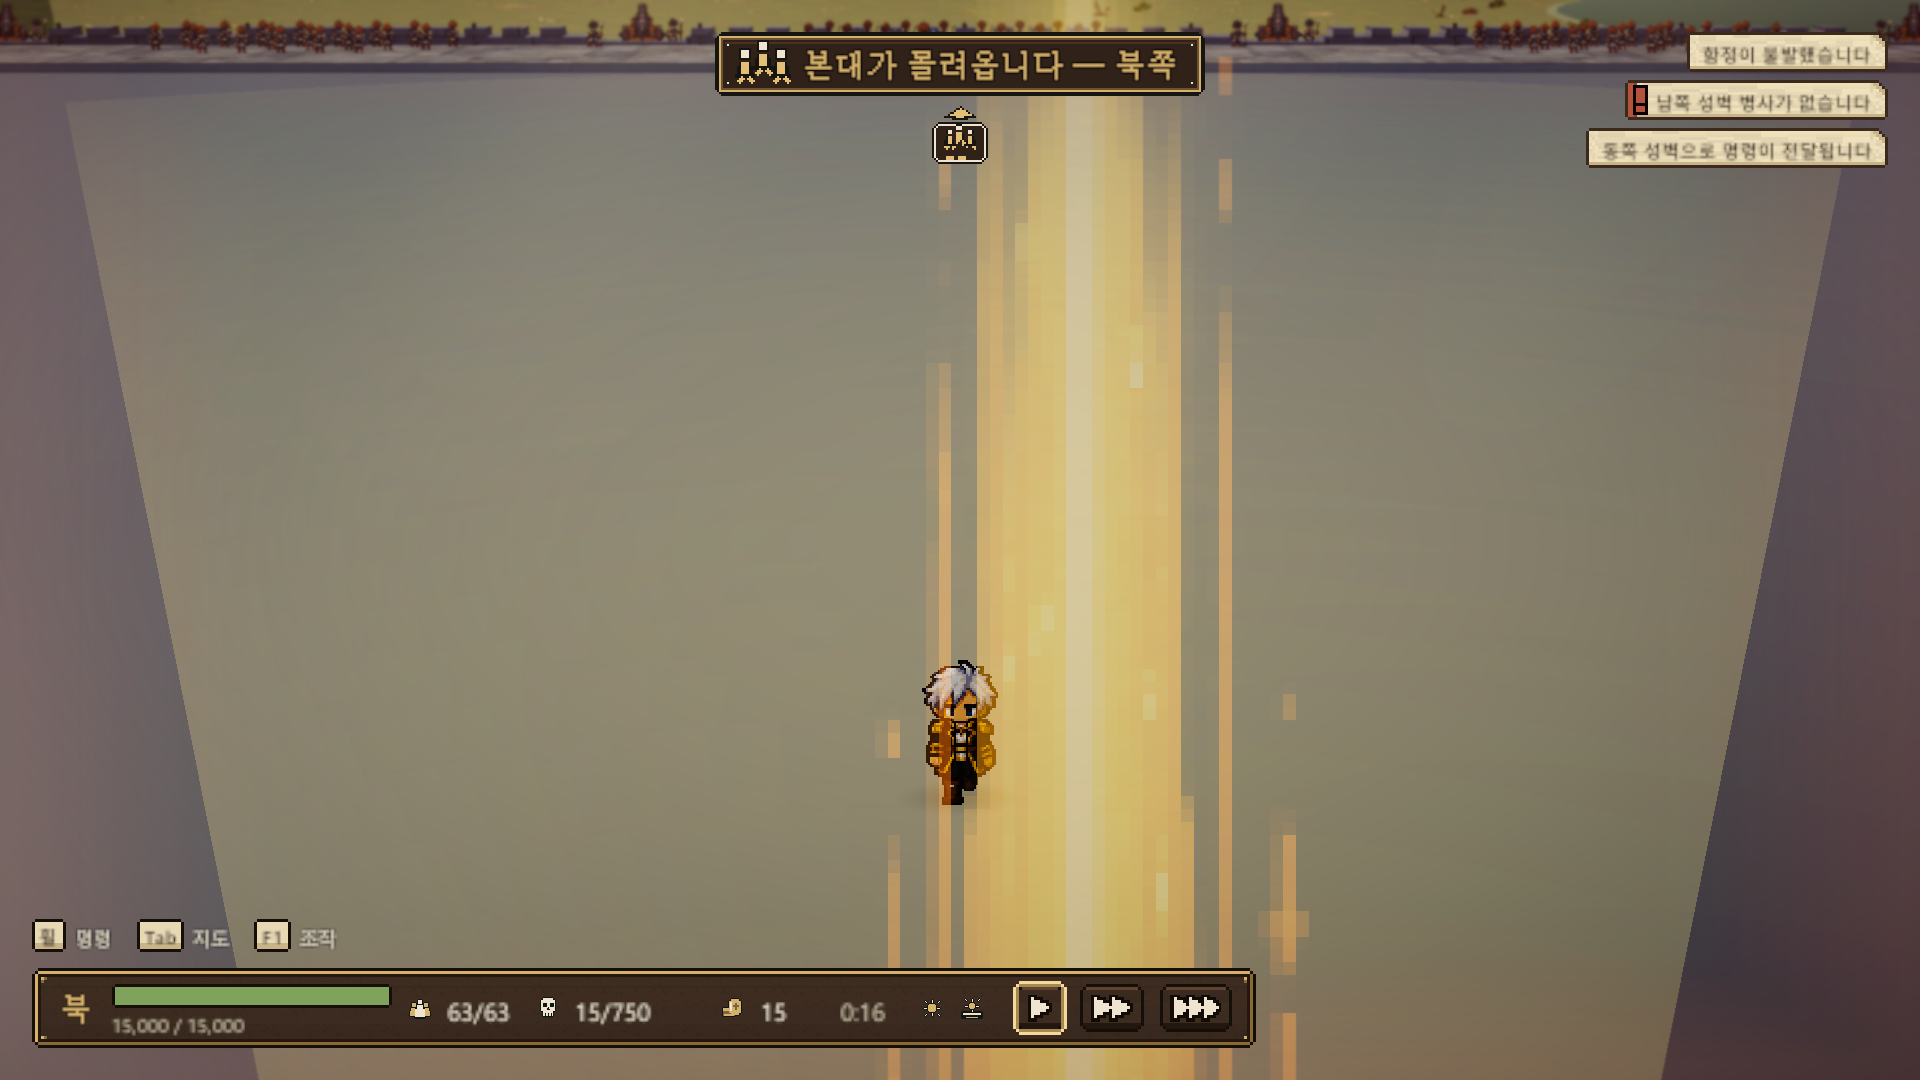 본대가 몰려옵니다 — 북쪽
함정이 불발했습니다
남쪽 성벽 병사가 없습니다
동쪽 성벽으로 명령이 전달됩니다
휠 명령 Tab 지도 F1 조작
북 15,000 / 15,000 63/63 15/750 15 0:16